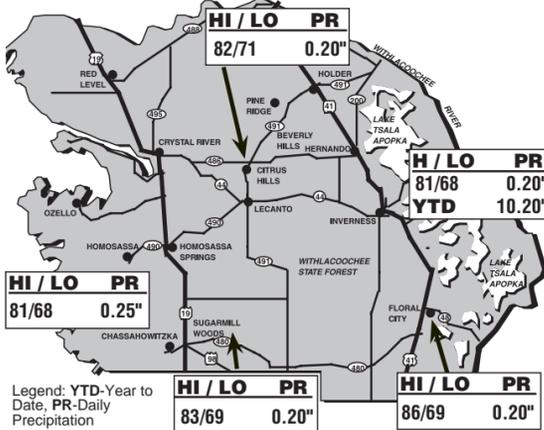 HI / LO PR
82/71 0.20"
488
19
RED
LEVEL
WITHLACOOCHEE
RIVER
HOLDER
491
PINE
RIDGE
41
200
495
491
LAKE
TSALA
APOPKA
BEVERLY
HILLS
CRYSTAL RIVER
HERNANDO
486
HI / LO PR
81/68 0.20"
YTD 10.20"
CITRUS
HILLS
44
44
OZELLO
LECANTO
INVERNESS
490
HOMOSASSA
490
HOMOSASSA
SPRINGS
491
WITHLACOOCHEE
STATE FOREST
LAKE
TSALA
APOPKA
HI / LO PR
81/68 0.25"
19
FLORAL
CITY
48
SUGARMILL
WOODS
CHASSAHOWITZKA
480
98
480
41
Legend: YTD-Year to
Date, PR-Daily
Precipitation
HI / LO PR
83/69 0.20"
HI / LO PR
86/69 0.20"